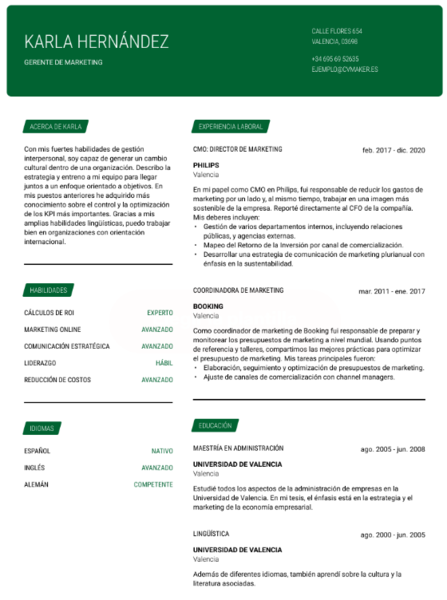 KARLA HERNÁNDEZ
GERENTE DE MARKETING
CALLE FLORES 654
VALENCIA, 03698
+34 695 69 52635
EJEMPLO@CVMAKER.ES
ACERCA DE KARLA
Con mis fuertes habilidades de gestión
interpersonal, soy capaz de generar un cambio
cultural dentro de una organización. Describo la
estrategia y entreno a mi equipo para llegar
juntos a un enfoque orientado a objetivos. En
mis puestos anteriores he adquirido más
conocimiento sobre el control y la optimización
de los KPI más importantes. Gracias a mis
amplias habilidades lingüísticas, puedo trabajar
bien en organizaciones con orientación
internacional.
HABILIDADES
CÁLCULOS DE ROI EXPERTO
MARKETING ONLINE AVANZADO
COMUNICACIÓN ESTRATÉGICA AVANZADO
LIDERAZGO HÁBIL
REDUCCIÓN DE COSTOS AVANZADO
IDIOMAS
ESPAÑOL NATIVO
INGLÉS AVANZADO
ALEMÁN COMPETENTE
EXPERIENCIA LABORAL
CMO: DIRECTOR DE MARKETING feb. 2017 - dic. 2020
PHILIPS
Valencia
En mi papel como CMO en Philips, fui responsable de reducir los gastos de
marketing por un lado y, al mismo tiempo, trabajar en una imagen más
sostenible de la empresa. Reporté directamente al CFO de la compañía.
Mis deberes incluyen:
• Gestión de varios departamentos internos, incluyendo relaciones
públicas, y agencias externas.
• Mapeo del Retorno de la Inversión por canal de comercialización.
• Desarrollar una estrategia de comunicación de marketing plurianual con
énfasis en la sustentabilidad.
COORDINADORA DE MARKETING mar. 2011 - ene. 2017
BOOKING
Valencia
Como coordinador de marketing de Booking fui responsable de preparar y
monitorear los presupuestos de marketing a nivel mundial. Usando puntos
de referencia y talleres, compartimos las mejores prácticas para optimizar
el presupuesto de marketing. Mis tareas principales fueron:
• Elaboración, seguimiento y optimización de presupuestos de marketing.
• Ajuste de canales de comercialización con channel managers.
EDUCACIÓN
MAESTRÍA EN ADMINISTRACIÓN ago. 2005 - jun. 2008
UNIVERSIDAD DE VALENCIA
Valencia
Estudié todos los aspectos de la administración de empresas en la
Universidad de Valencia. En mi tesis, el énfasis está en la estrategia y el
marketing de la economía empresarial.
LINGÜÍSTICA ago. 2000 - jun. 2005
UNIVERSIDAD DE VALENCIA
Valencia
Además de diferentes idiomas, también aprendí sobre la cultura y la
literatura asociadas.